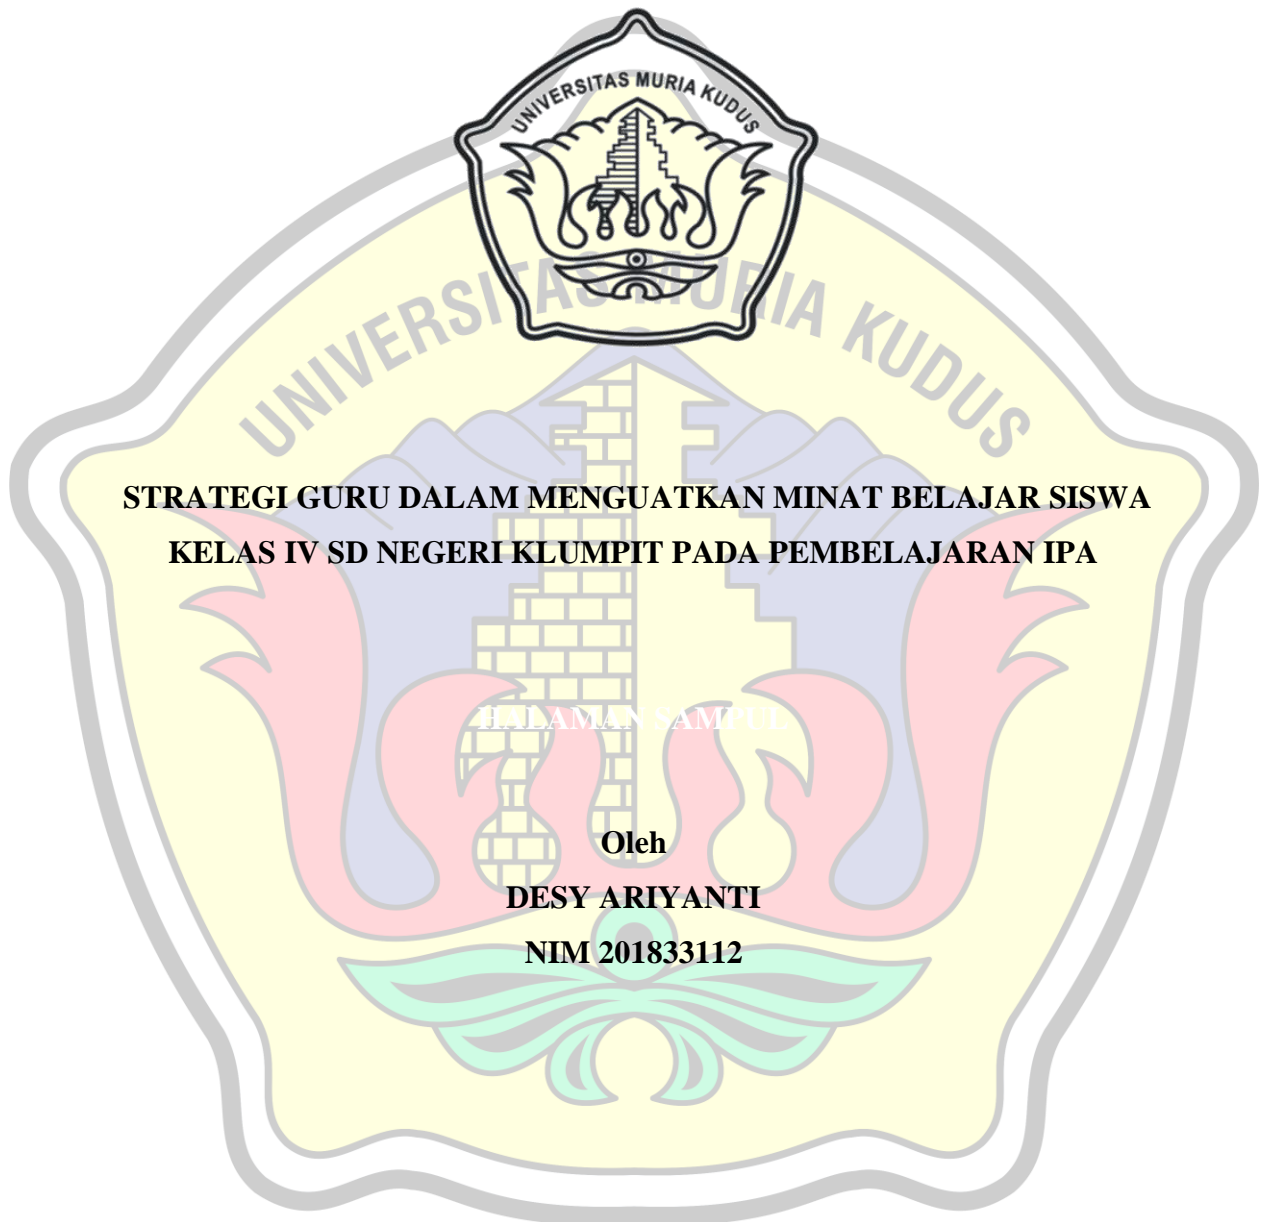 UNIVERSITAS MURIA KUDUS
UNIVERSITAS MURIA KUDUS
STRATEGI GURU DALAM MENGUATKAN MINAT BELAJAR SISWA
KELAS IV SD NEGERI KLUMPIT PADA PEMBELAJARAN IPA
HALAMAN SAMPUL
Oleh
DESY ARIYANTI
NIM 201833112